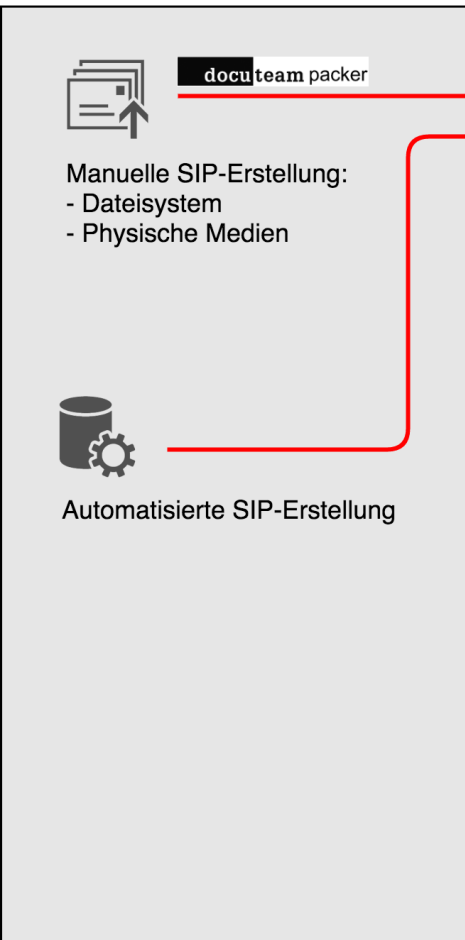 docuteam packer
Manuelle SIP-Erstellung:
- Dateisystem
- Physische Medien
Automatisierte SIP-Erstellung